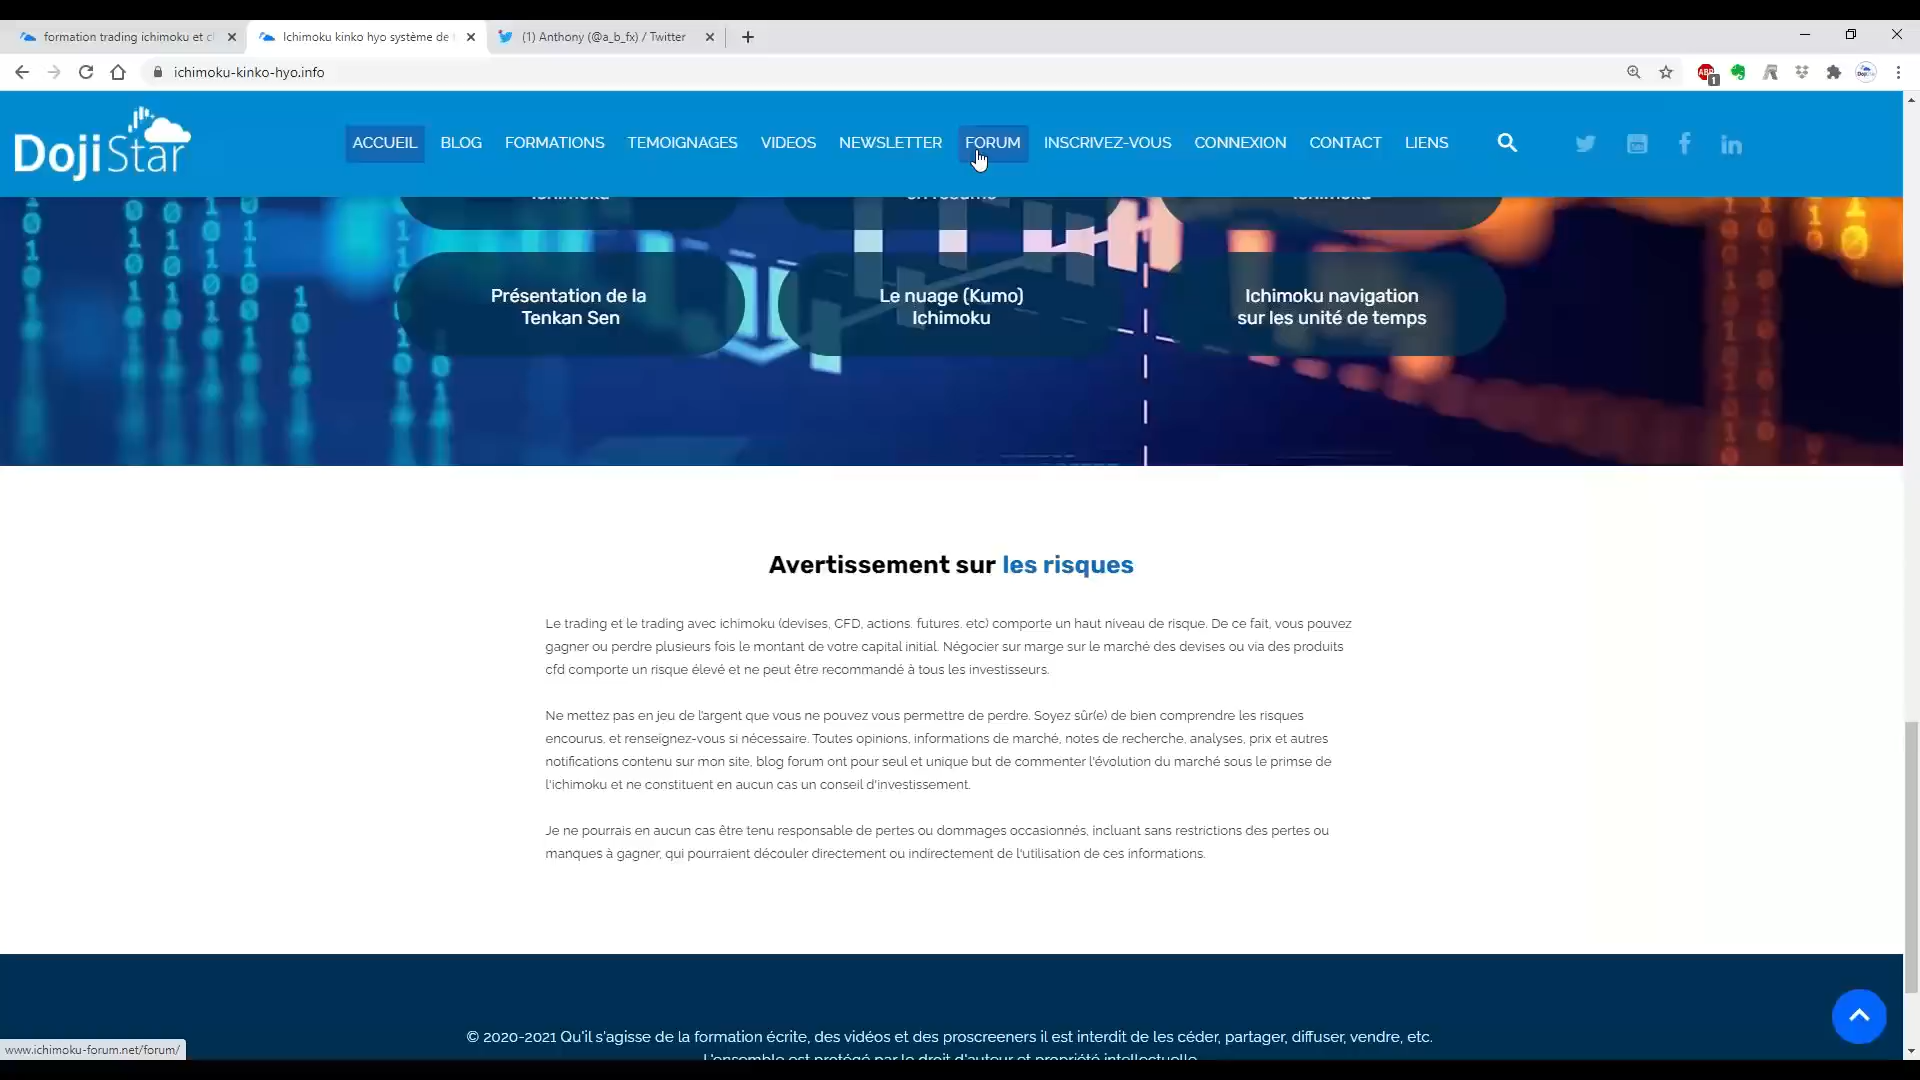 formation trading ichimoku et c
Ichimoku kinko hyo système de
(1) Anthony (@a_b_fx) / Twitter
ichimoku-kinko-hyo.info
ABP
1
DojiStar
ACCUEIL BLOG FORMATIONS TEMOIGNAGES VIDEOS NEWSLETTER FORUM INSCRIVEZ-VOUS CONNEXION CONTACT LIENS
Présentation de la
Tenkan Sen
Le nuage (Kumo)
Ichimoku
Ichimoku navigation
sur les unité de temps
Avertissement sur les risques
Le trading et le trading avec ichimoku (devises, CFD, actions. futures. etc) comporte un haut niveau de risque. De ce fait, vous pouvez
gagner ou perdre plusieurs fois le montant de votre capital initial. Négocier sur marge sur le marché des devises ou via des produits
cfd comporte un risque élevé et ne peut être recommandé à tous les investisseurs.
Ne mettez pas en jeu de l'argent que vous ne pouvez vous permettre de perdre. Soyez sûr(e) de bien comprendre les risques
encourus, et renseignez-vous si nécessaire. Toutes opinions, informations de marché, notes de recherche, analyses, prix et autres
notifications contenu sur mon site, blog forum ont pour seul et unique but de commenter l'évolution du marché sous le primse de
l'ichimoku et ne constituent en aucun cas un conseil d'investissement.
Je ne pourrais en aucun cas être tenu responsable de pertes ou dommages occasionnés, incluant sans restrictions des pertes ou
manques à gagner, qui pourraient découler directement ou indirectement de l'utilisation de ces informations.
© 2020-2021 Qu'il s'agisse de la formation écrite, des vidéos et des proscreeners il est interdit de les céder, partager, diffuser, vendre, etc.
L'ensemble est protégé par le droit d'auteur et propriété intellectuelle
www.ichimoku-forum.net/forum/